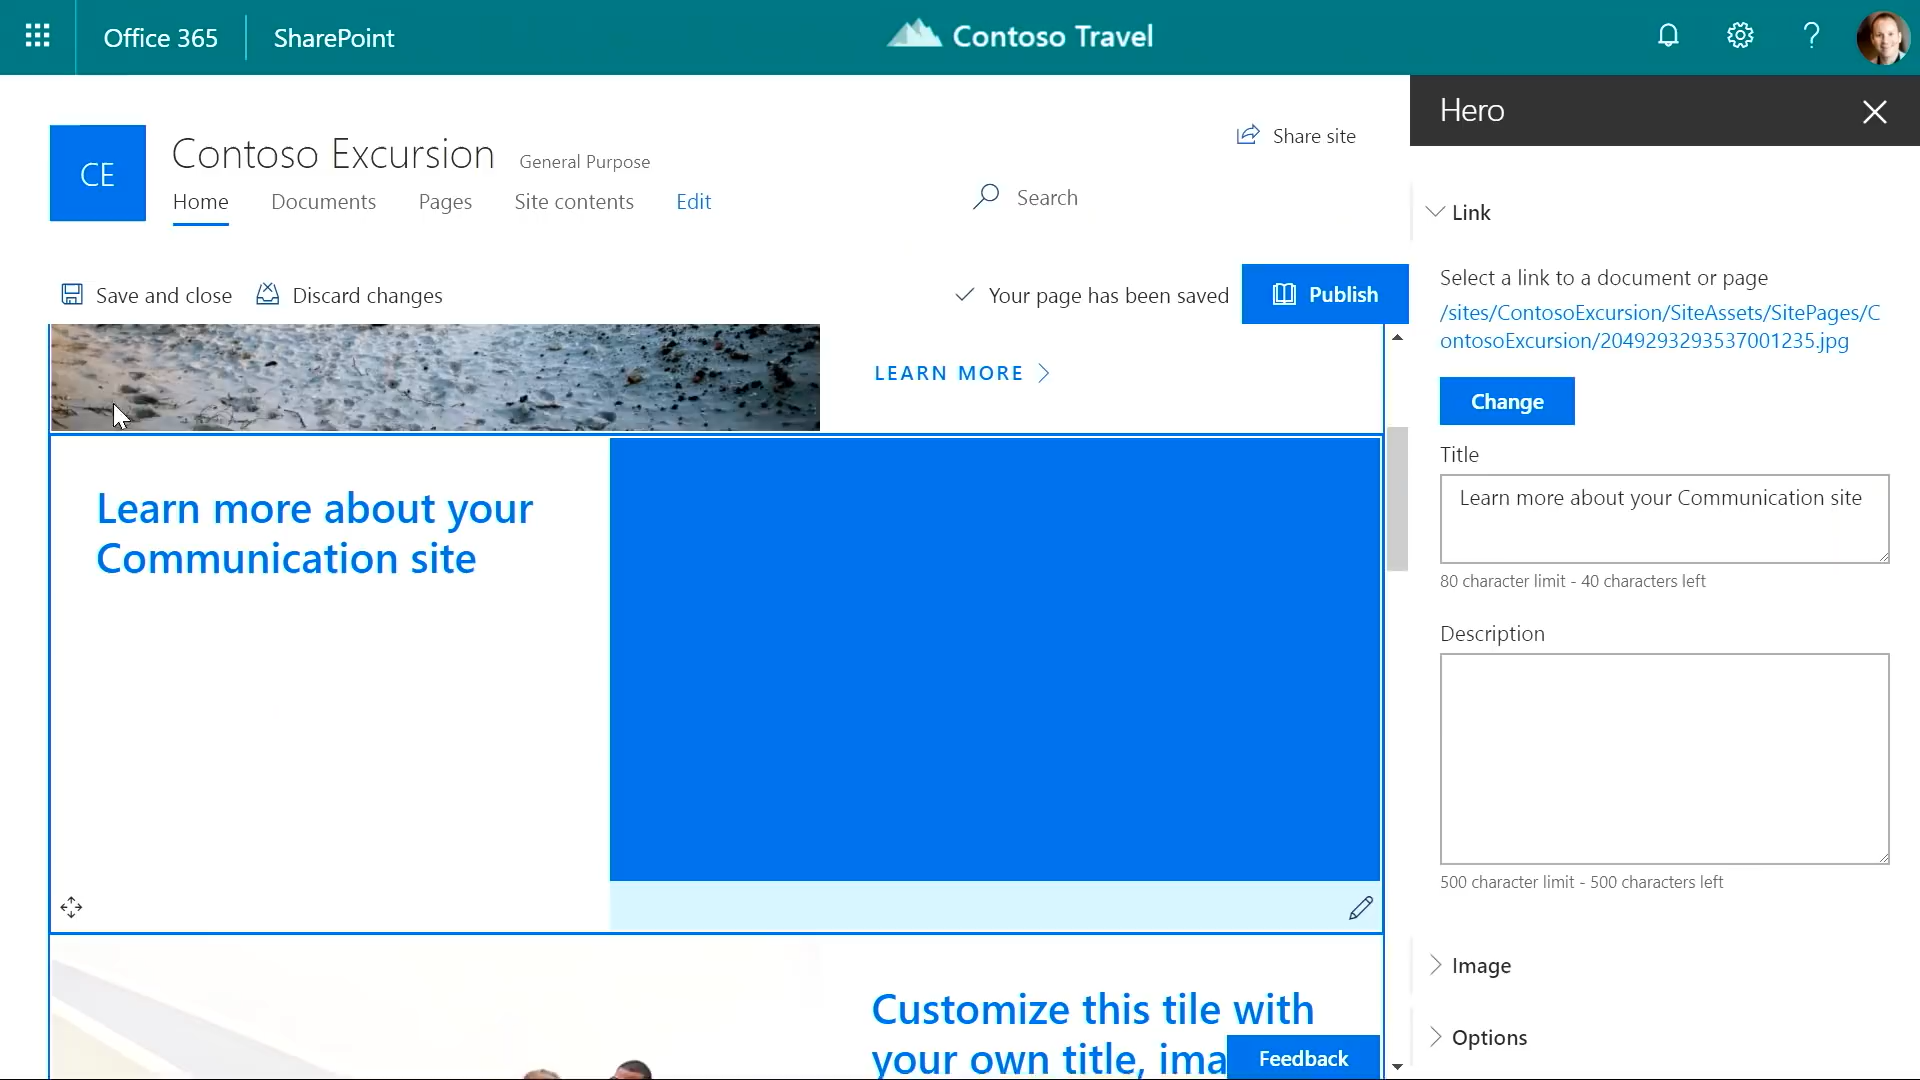 Office 365
SharePoint
Contoso Travel
?
CE
Contoso Excursion
General Purpose
Share site
Home
Documents
Pages
Site contents
Edit
Search
Save and close
Discard changes
Your page has been saved
Publish
LEARN MORE
Learn more about your
Communication site
Customize this tile with
your own title, ima
Feedback
Hero
Link
Select a link to a document or page
/sites/ContosoExcursion/SiteAssets/SitePages/C
ontosoExcursion/2049293293537001235.jpg
Change
Title
Learn more about your Communication site
80 character limit - 40 characters left
Description
500 character limit - 500 characters left
Image
Options